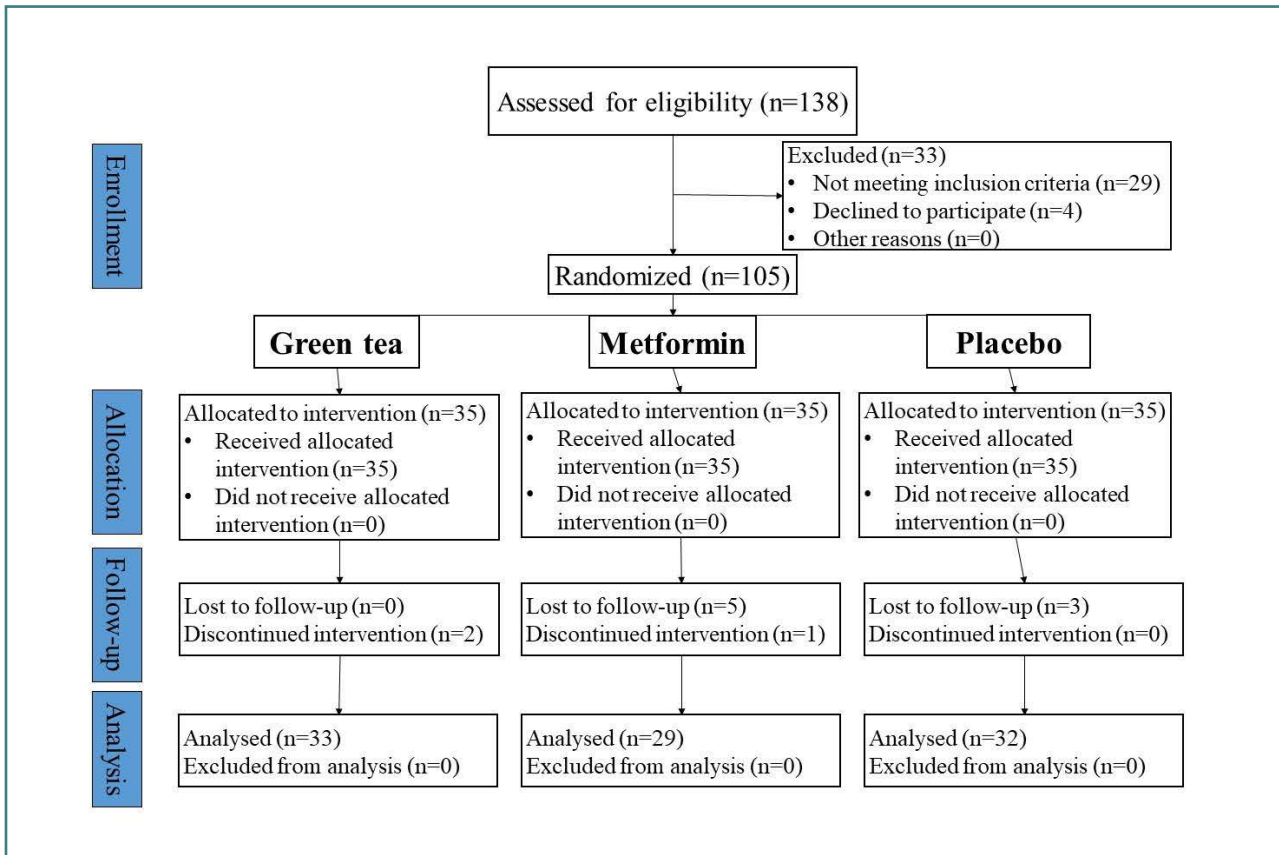 Assessed for eligibility (n=138)
Enrollment
Excluded (n=33)
• Not meeting inclusion criteria (n=29)
• Declined to participate (n=4)
• Other reasons (n=0)
Randomized (n=105)
Green tea
Metformin
Placebo
Allocation
Allocated to intervention (n=35)
• Received allocated
intervention (n=35)
• Did not receive allocated
intervention (n=0)
Allocated to intervention (n=35)
• Received allocated
intervention (n=35)
• Did not receive allocated
intervention (n=0)
Allocated to intervention (n=35)
• Received allocated
intervention (n=35)
• Did not receive allocated
intervention (n=0)
Follow-up
Lost to follow-up (n=0)
Discontinued intervention (n=2)
Lost to follow-up (n=5)
Discontinued intervention (n=1)
Lost to follow-up (n=3)
Discontinued intervention (n=0)
Analysis
Analysed (n=33)
Excluded from analysis (n=0)
Analysed (n=29)
Excluded from analysis (n=0)
Analysed (n=32)
Excluded from analysis (n=0)